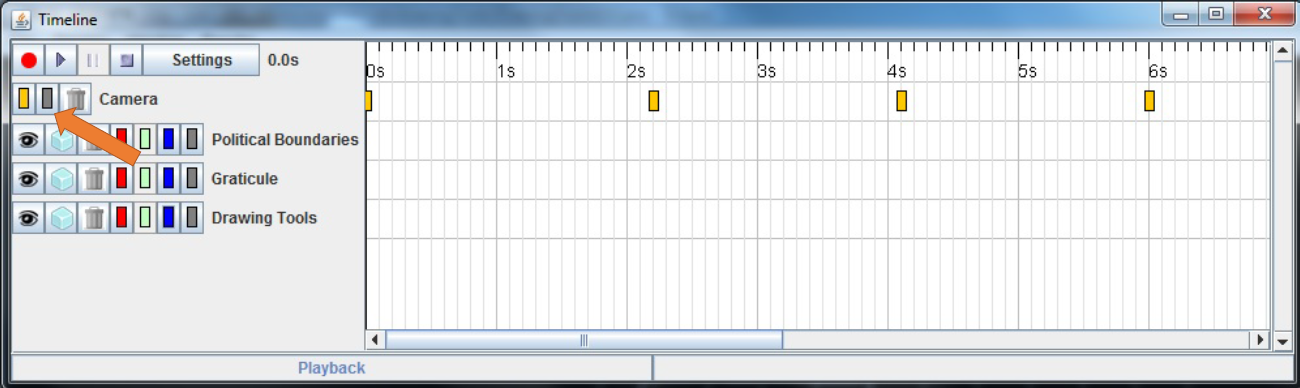 Timeline
Settings 0.0s
0s 1s 2s 3s 4s 5s 6s
Camera
Political Boundaries
Graticule
Drawing Tools
Playback